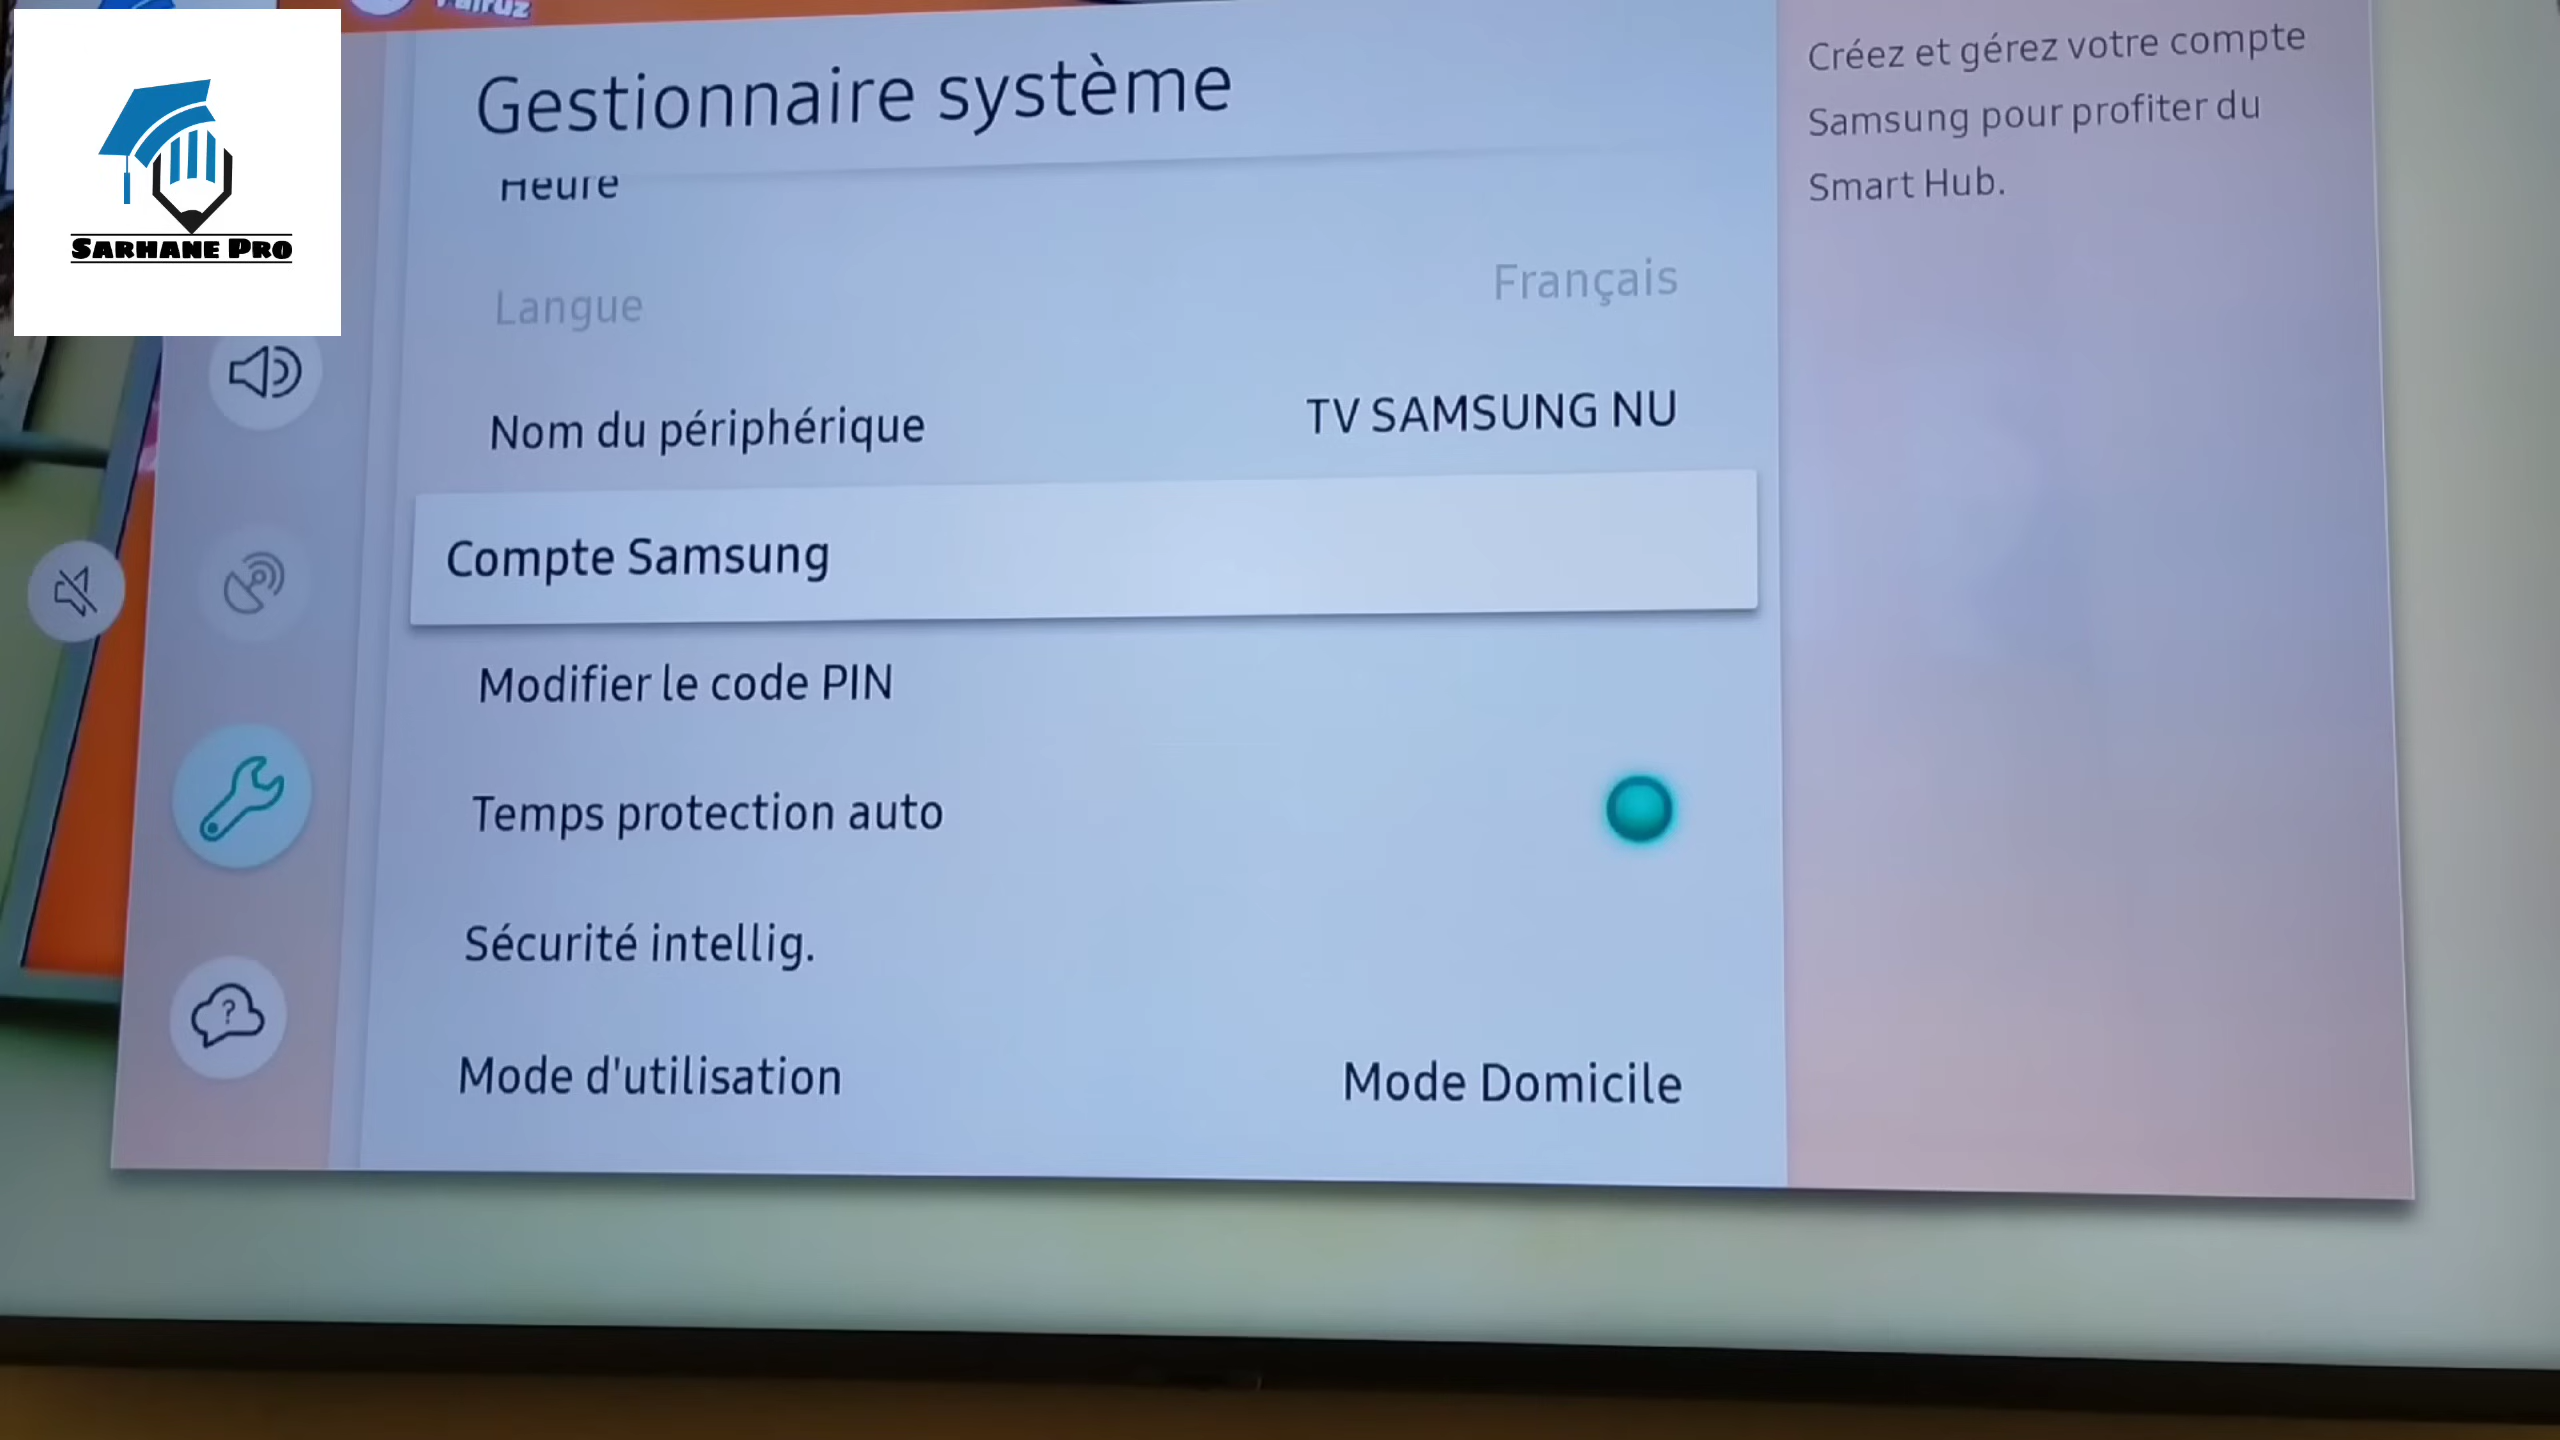 SARHANE PRO
Gestionnaire système
Heure
Langue Français
Nom du périphérique TV SAMSUNG NU
Compte Samsung
Modifier le code PIN
Temps protection auto
Sécurité intellig.
Mode d'utilisation Mode Domicile
Créez et gérez votre compte
Samsung pour profiter du
Smart Hub.
?